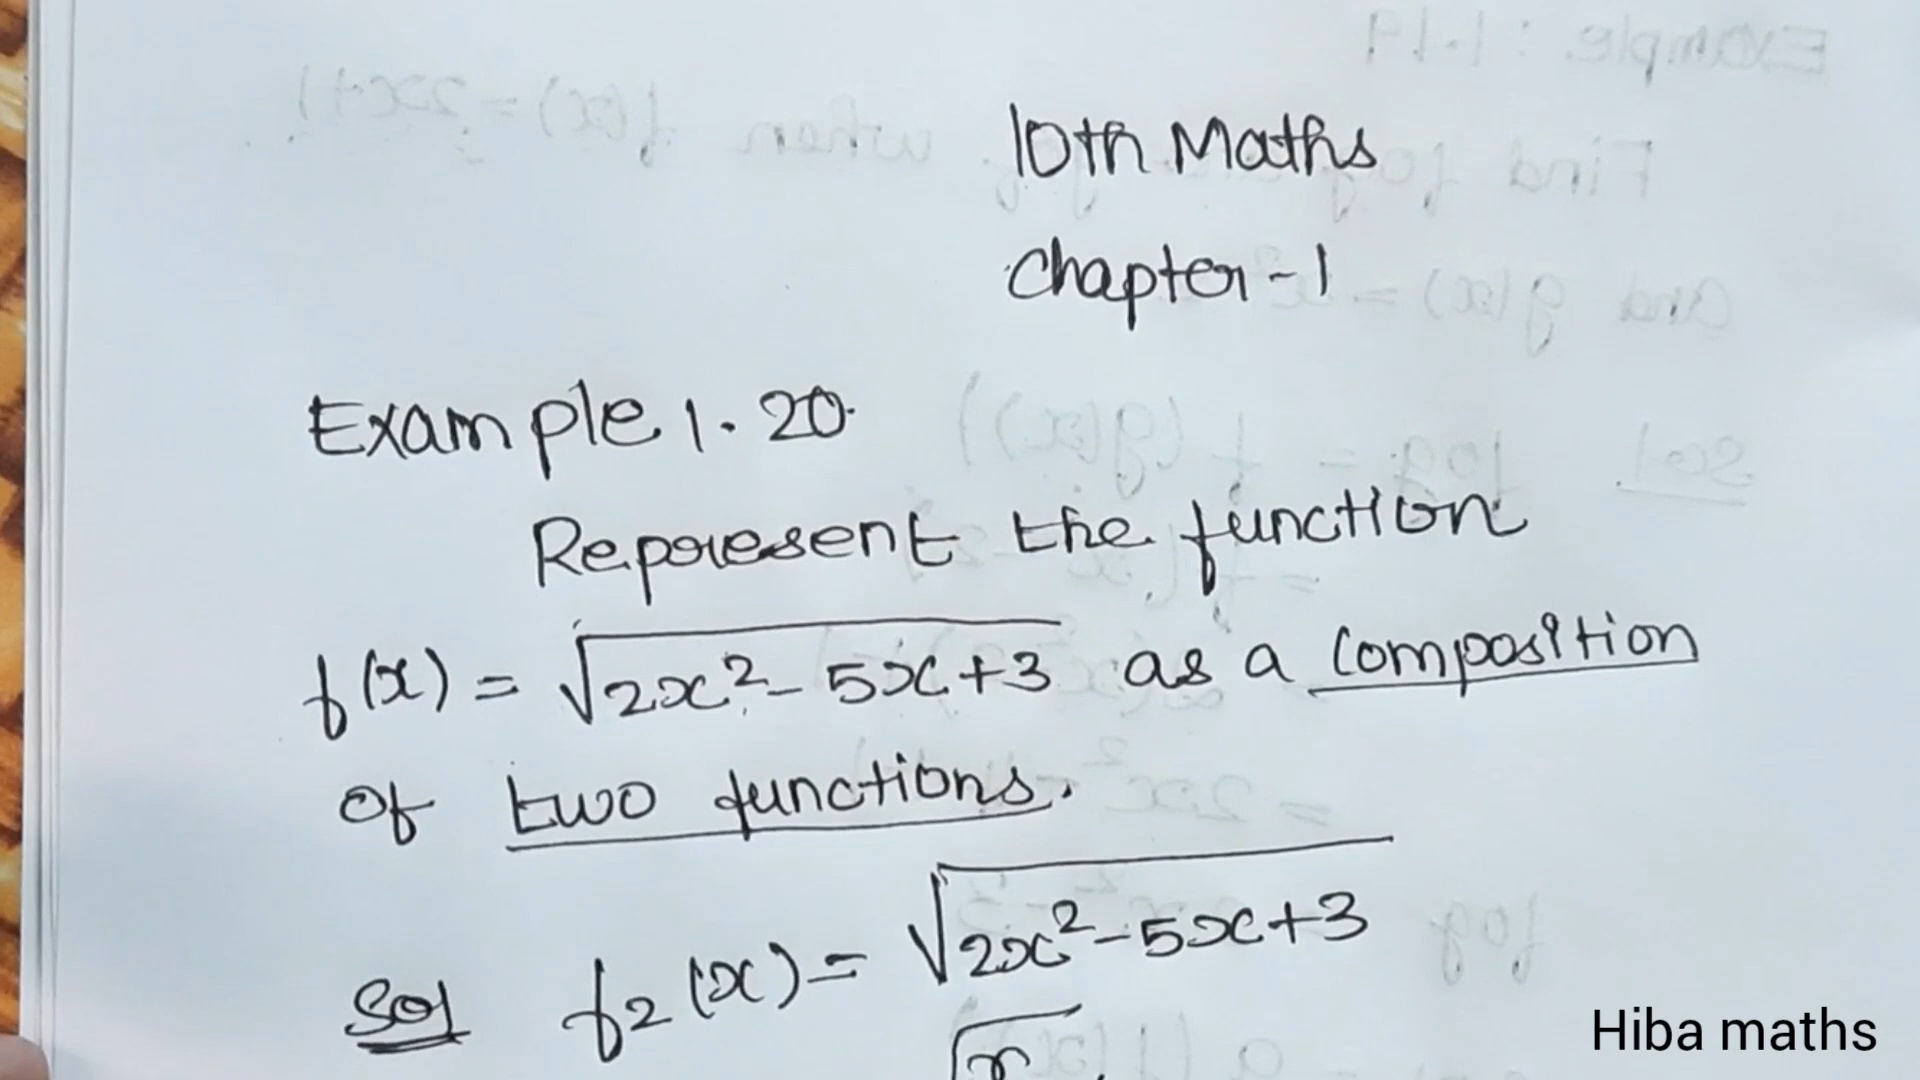 10th Maths
Chapter - 1
Example 1.20
Represent the function
f(x) = √2x²-5x+3 as a composition
of two functions.
Sol f2(x) = √2x²-5x+3
Hiba maths